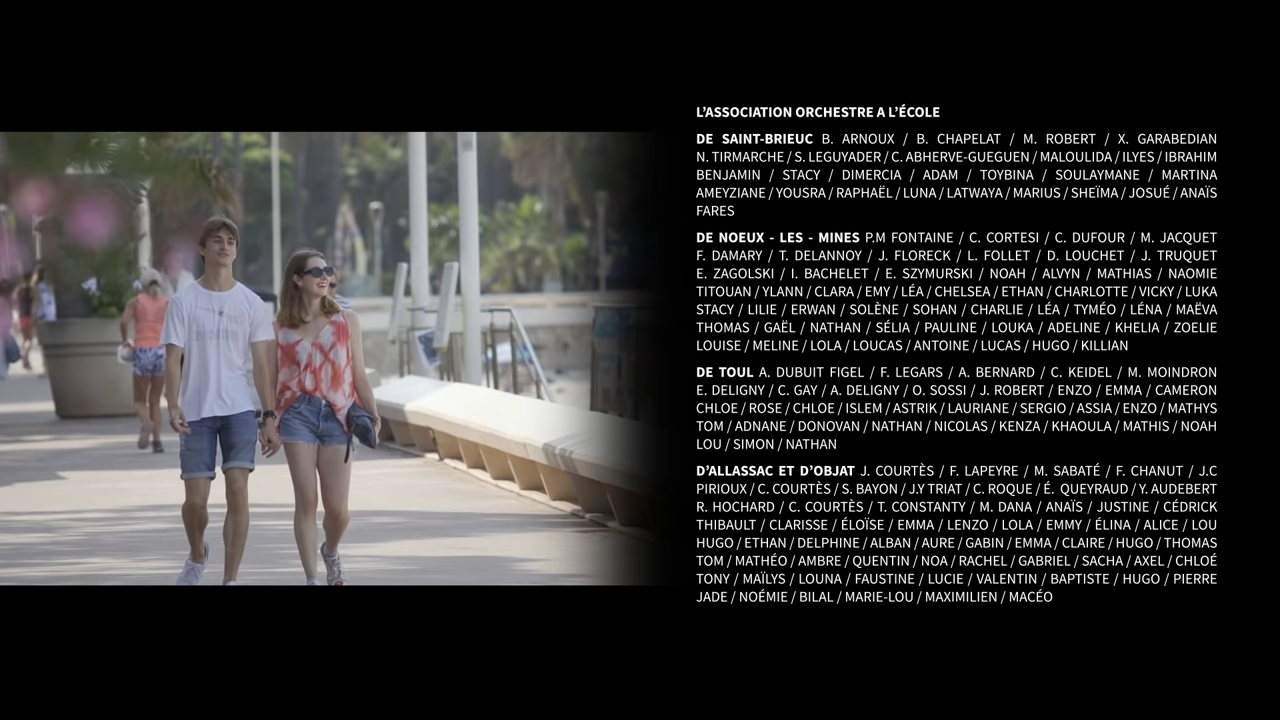 L'ASSOCIATION ORCHESTRE A L'ÉCOLE
DE SAINT-BRIEUC B. ARNOUX / B. CHAPELAT / M. ROBERT / X. GARABEDIAN
N. TIRMARCHE / S. LEGUYADER / C. ABHERVE-GUEGUEN / MALOULIDA / ILYES / IBRAHIM
BENJAMIN / STACY / DIMERCIA / ADAM / TOYBINA / SOULAYMANE / MARTINA
AMEYZIANE / YOUSRA / RAPHAËL / LUNA / LATWAYA / MARIUS / SHEÏMA / JOSUÉ / ANAÏS
FARES
DE NOEUX - LES - MINES P.M FONTAINE / C. CORTESI / C. DUFOUR / M. JACQUET
F. DAMARY / T. DELANNOY / J. FLORECK / L. FOLLET / D. LOUCHET / J. TRUQUET
E. ZAGOLSKI / I. BACHELET / E. SZYMURSKI / NOAH / ALVYN / MATHIAS / NAOMIE
TITOUAN / YLANN / CLARA / EMY / LÉA / CHELSEA / ETHAN / CHARLOTTE / VICKY / LUKA
STACY / LILIE / ERWAN / SOLÈNE / SOHAN / CHARLIE / LÉA / TYMÉO / LÉNA / MAËVA
THOMAS / GAËL / NATHAN / SÉLIA / PAULINE / LOUKA / ADELINE / KHELIA / ZOELIE
LOUISE / MELINE / LOLA / LOUCAS / ANTOINE / LUCAS / HUGO / KILLIAN
DE TOUL A. DUBUIT FIGEL / F. LEGARS / A. BERNARD / C. KEIDEL / M. MOINDRON
E. DELIGNY / C. GAY / A. DELIGNY / O. SOSSI / J. ROBERT / ENZO / EMMA / CAMERON
CHLOE / ROSE / CHLOE / ISLEM / ASTRIK / LAURIANE / SERGIO / ASSIA / ENZO / MATHYS
TOM / ADNANE / DONOVAN / NATHAN / NICOLAS / KENZA / KHAOULA / MATHIS / NOAH
LOU / SIMON / NATHAN
D'ALLASSAC ET D'OBJAT J. COURTÈS / F. LAPEYRE / M. SABATÉ / F. CHANUT / J.C
PIRIOUX / C. COURTÈS / S. BAYON / J.Y TRIAT / C. ROQUE / É. QUEYRAUD / Y. AUDEBERT
R. HOCHARD / C. COURTÈS / T. CONSTANTY / M. DANA / ANAÏS / JUSTINE / CÉDRICK
THIBAULT / CLARISSE / ÉLOÏSE / EMMA / LENZO / LOLA / EMMY / ÉLINA / ALICE / LOU
HUGO / ETHAN / DELPHINE / ALBAN / AURE / GABIN / EMMA / CLAIRE / HUGO / THOMAS
TOM / MATHÉO / AMBRE / QUENTIN / NOA / RACHEL / GABRIEL / SACHA / AXEL / CHLOÉ
TONY / MAÏLYS / LOUNA / FAUSTINE / LUCIE / VALENTIN / BAPTISTE / HUGO / PIERRE
JADE / NOÉMIE / BILAL / MARIE-LOU / MAXIMILIEN / MACÉO